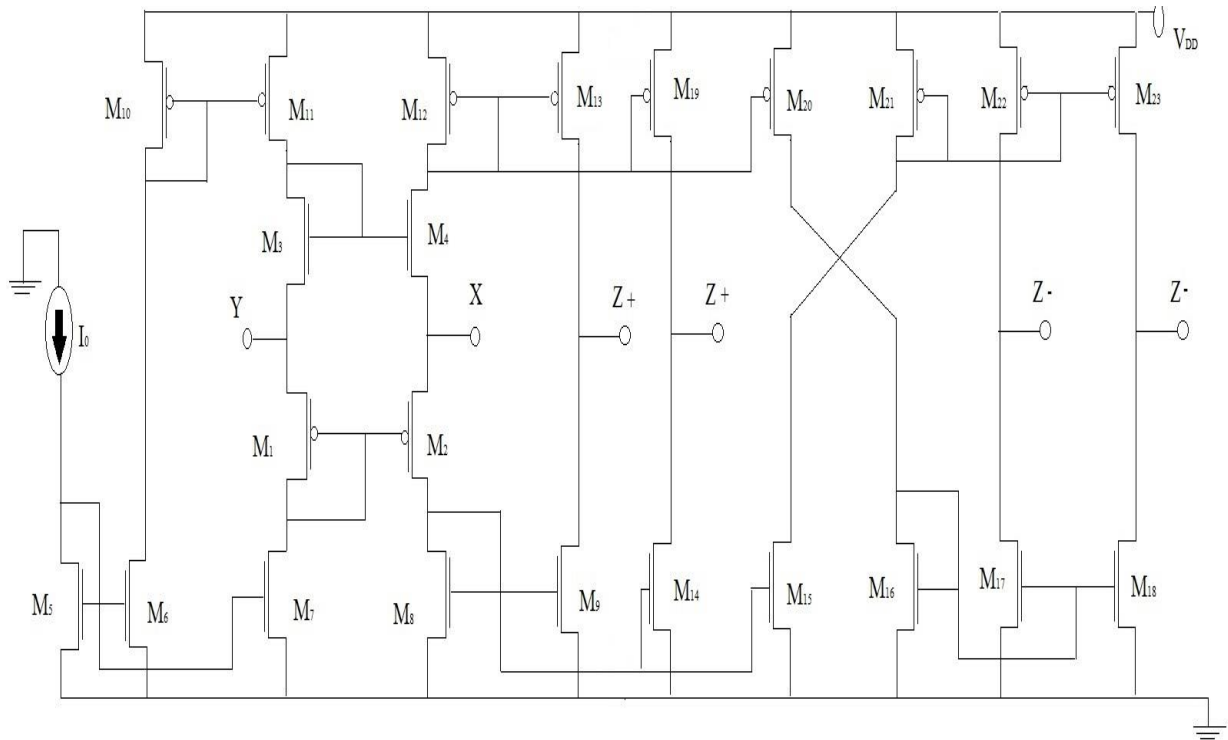 V_DD
M₁₀
M₁₁
M₁₂
M₁₃
M₁₉
M₂₀
M₂₁
M₂₂
M₂₃
M₃
M₄
Y
X
Z +
Z +
Z -
Z -
I₀
M₁
M₂
M₅
M₆
M₇
M₈
M₉
M₁₄
M₁₅
M₁₆
M₁₇
M₁₈